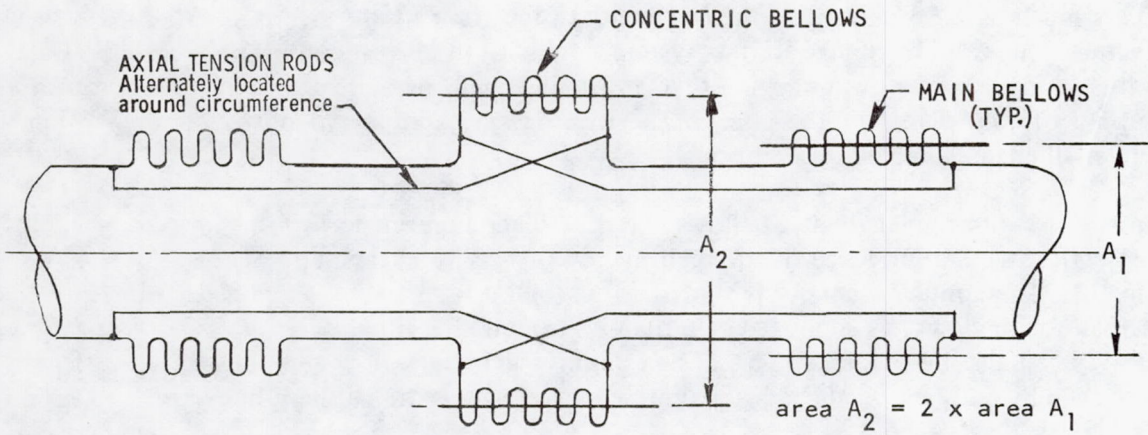 CONCENTRIC BELLOWS
AXIAL TENSION RODS
Alternately located
around circumference
MAIN BELLOWS
(TYP.)
A2
A1
area A2 = 2 x area A1